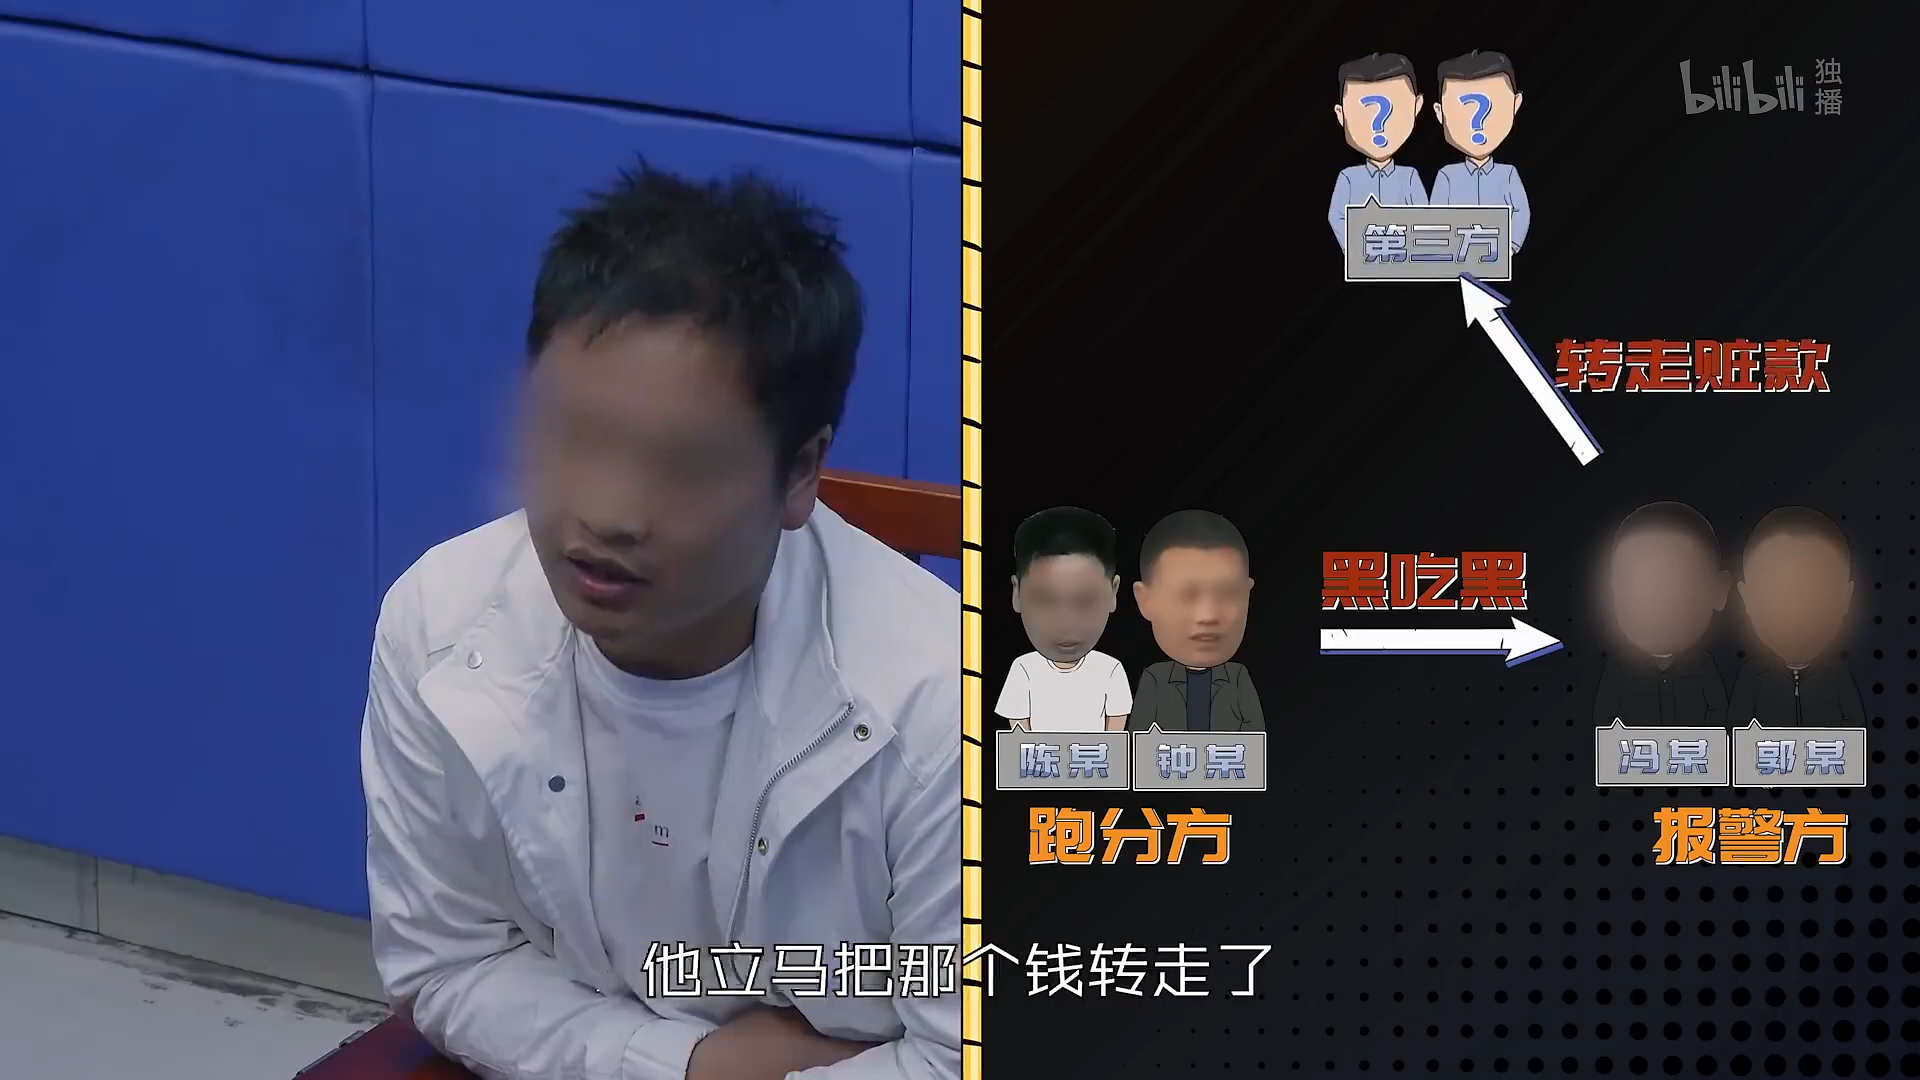 bilibili 独播
?
?
第三方
转走赃款
黑吃黑
陈某
钟某
冯某
郭某
跑分方
报警方
m
他立马把那个钱转走了